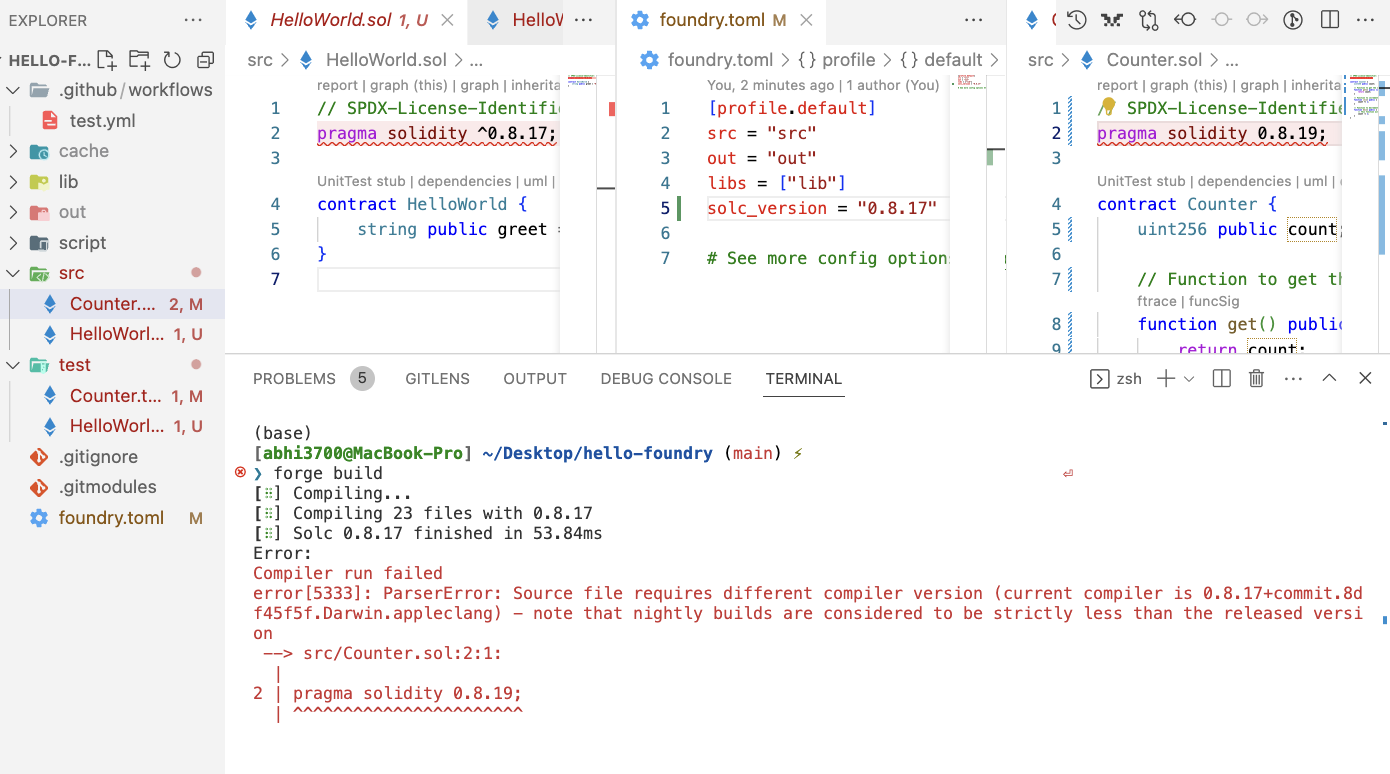 EXPLORER
HELLO-F...
.github/workflows
test.yml
cache
lib
out
script
src
Counter.... 2, M
HelloWorl... 1, U
test
Counter.t... 1, M
HelloWorl... 1, U
.gitignore
.gitmodules
foundry.toml M
HelloWorld.sol 1, U
HelloW
src > HelloWorld.sol > ...
report | graph (this) | graph | inherita
1 // SPDX-License-Identifie
2 pragma solidity ^0.8.17;
3
UnitTest stub | dependencies | uml |
4 contract HelloWorld {
5 string public greet =
6 }
7
foundry.toml M
foundry.toml > {} profile > {} default >
You, 2 minutes ago | 1 author (You)
1 [profile.default]
2 src = "src"
3 out = "out"
4 libs = ["lib"]
5 solc_version = "0.8.17"
6
7 # See more config option
src > Counter.sol > ...
report | graph (this) | graph | inherita
1 // SPDX-License-Identifi
2 pragma solidity 0.8.19;
3
UnitTest stub | dependencies | uml |
4 contract Counter {
5 uint256 public count;
6
7 // Function to get th
ftrace | funcSig
8 function get() public
9 return count;
PROBLEMS 5 GITLENS OUTPUT DEBUG CONSOLE TERMINAL zsh
(base)
[abhi3700@MacBook-Pro] ~/Desktop/hello-foundry (main) ⚡
❯ forge build
[⠿] Compiling...
[⠿] Compiling 23 files with 0.8.17
[⠿] Solc 0.8.17 finished in 53.84ms
Error:
Compiler run failed
error[5333]: ParserError: Source file requires different compiler version (current compiler is 0.8.17+commit.8d
f45f5f.Darwin.appleclang) - note that nightly builds are considered to be strictly less than the released versi
on
--> src/Counter.sol:2:1:
|
2 | pragma solidity 0.8.19;
| ^^^^^^^^^^^^^^^^^^^^^^^